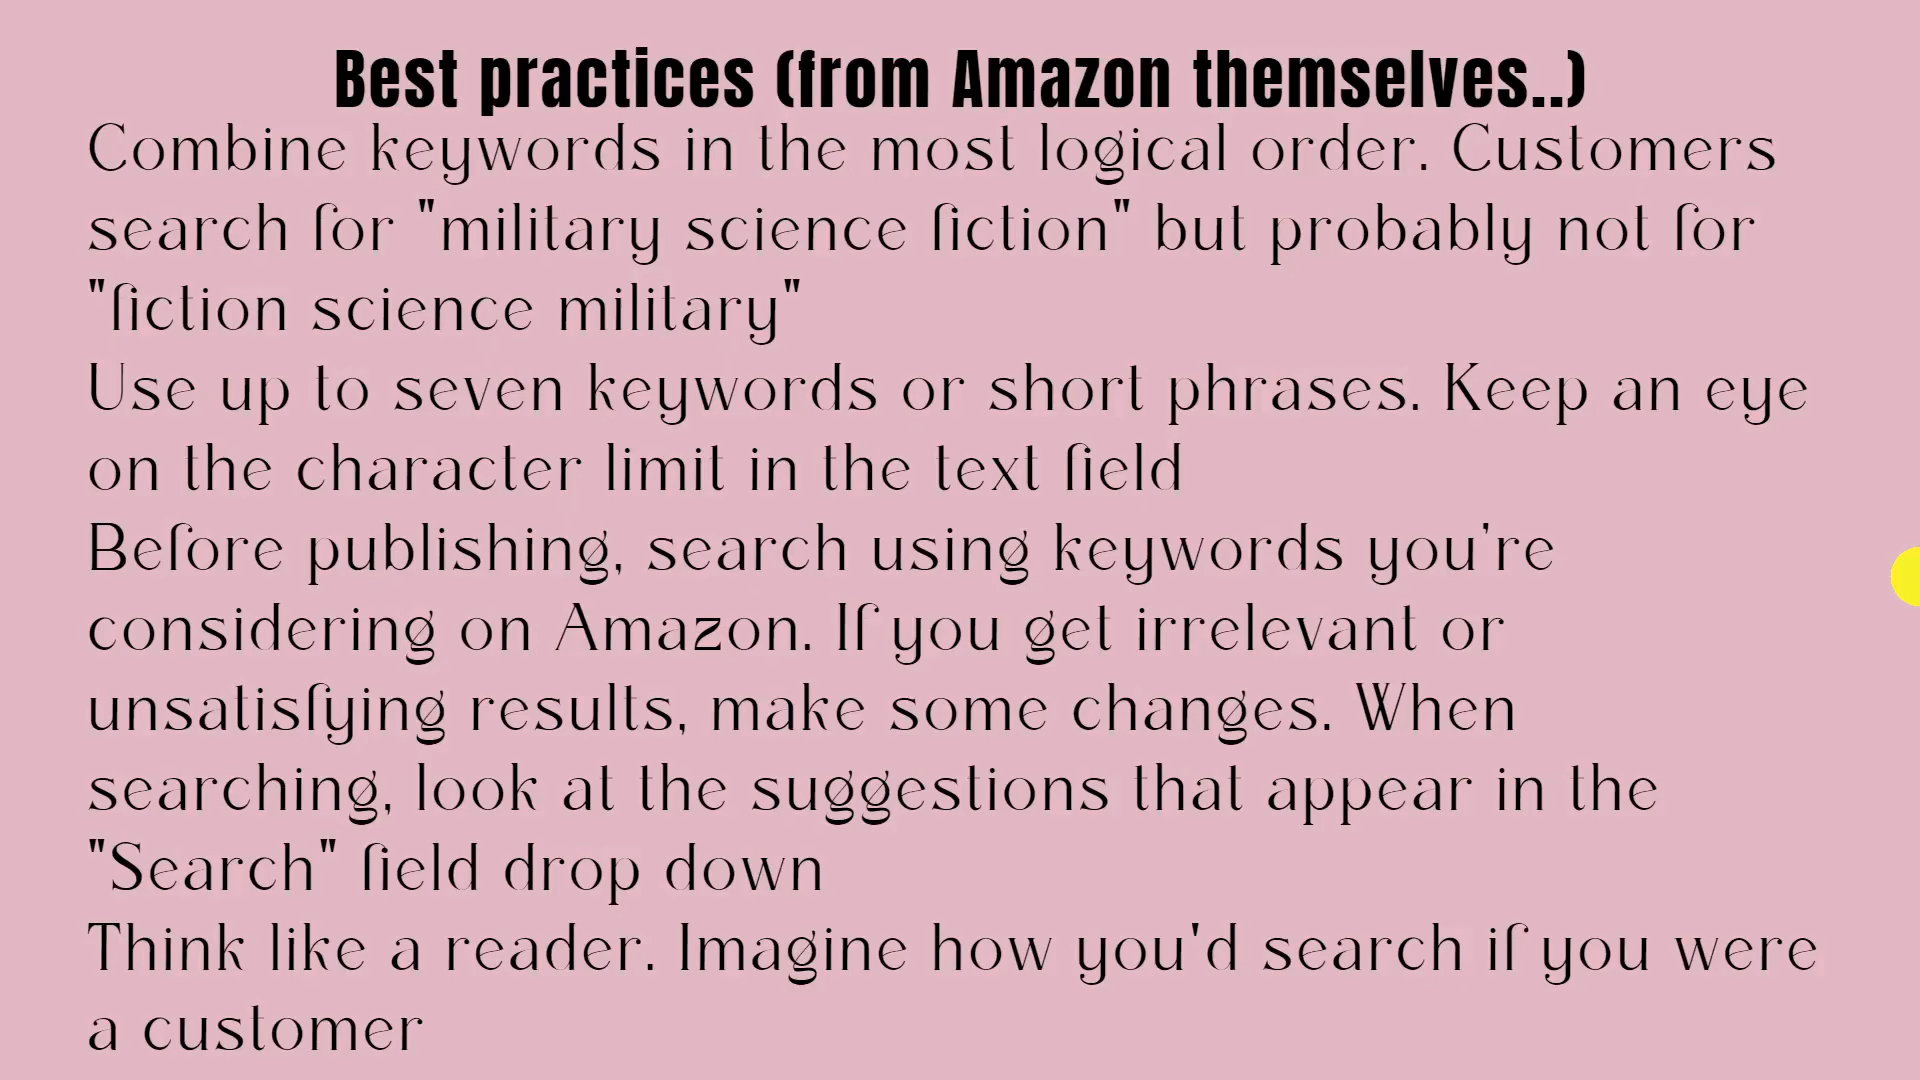 Best practices (from Amazon themselves..)
Combine keywords in the most logical order. Customers
search for "military science fiction" but probably not for
"fiction science military"
Use up to seven keywords or short phrases. Keep an eye
on the character limit in the text field
Before publishing, search using keywords you're
considering on Amazon. If you get irrelevant or
unsatisfying results, make some changes. When
searching, look at the suggestions that appear in the
"Search" field drop down
Think like a reader. Imagine how you'd search if you were
a customer